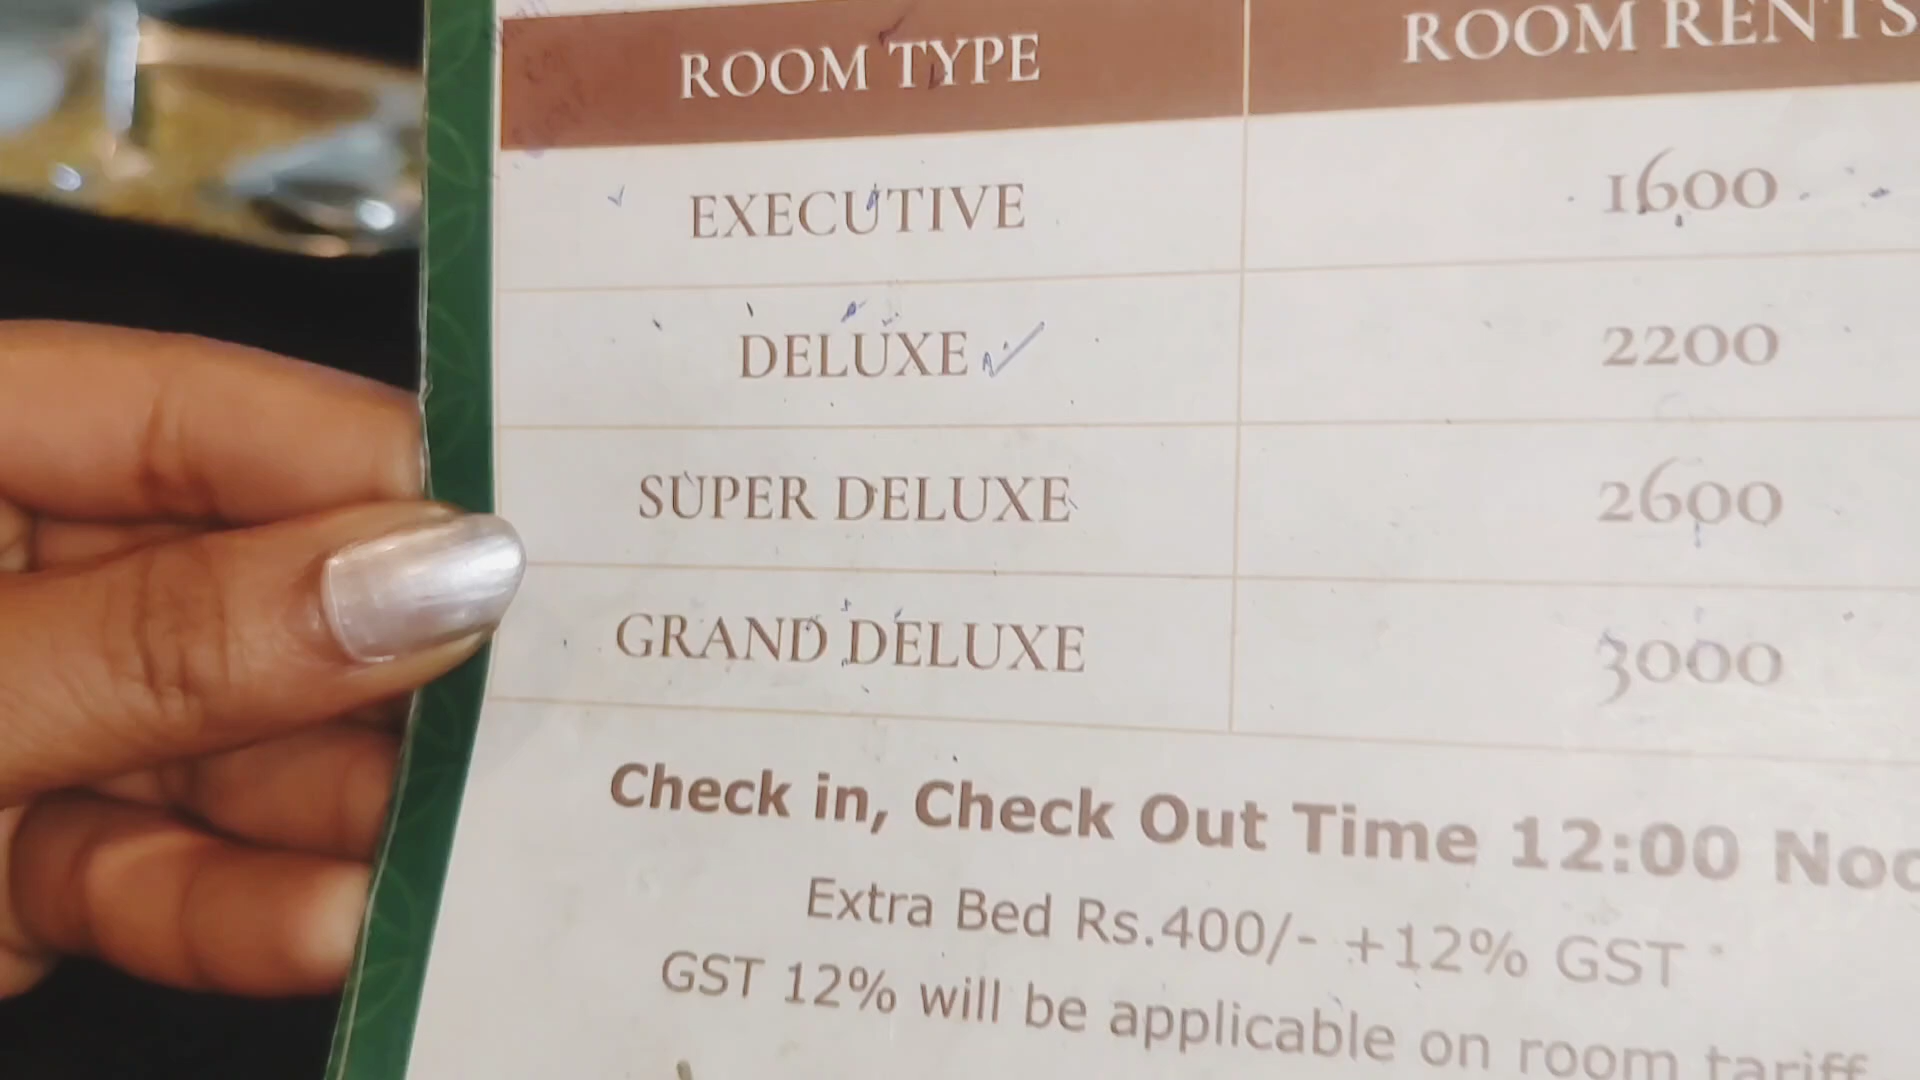 ROOM TYPE ROOM RENTS
EXECUTIVE 1600
DELUXE 2200
SUPER DELUXE 2600
GRAND DELUXE 3000
Check in, Check Out Time 12:00
Extra Bed Rs.400/- +12% GST
GST 12% will be applicable on room tariff